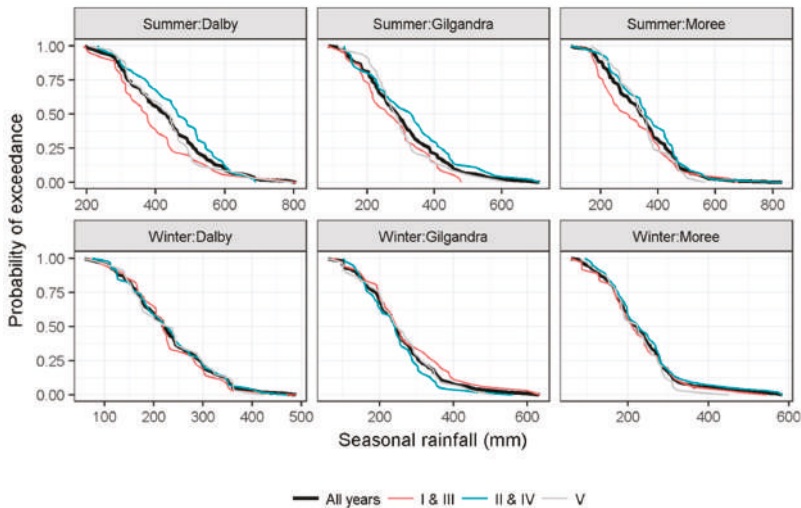 Summer:Dalby Summer:Gilgandra Summer:Moree
1.00
0.75
0.50
0.25
0.00
200 400 600 800 200 400 600 200 400 600 800
Winter:Dalby Winter:Gilgandra Winter:Moree
1.00
0.75
0.50
0.25
0.00
100 200 300 400 500 200 400 600 200 400 600
Probability of exceedance
Seasonal rainfall (mm)
All years I & III II & IV V